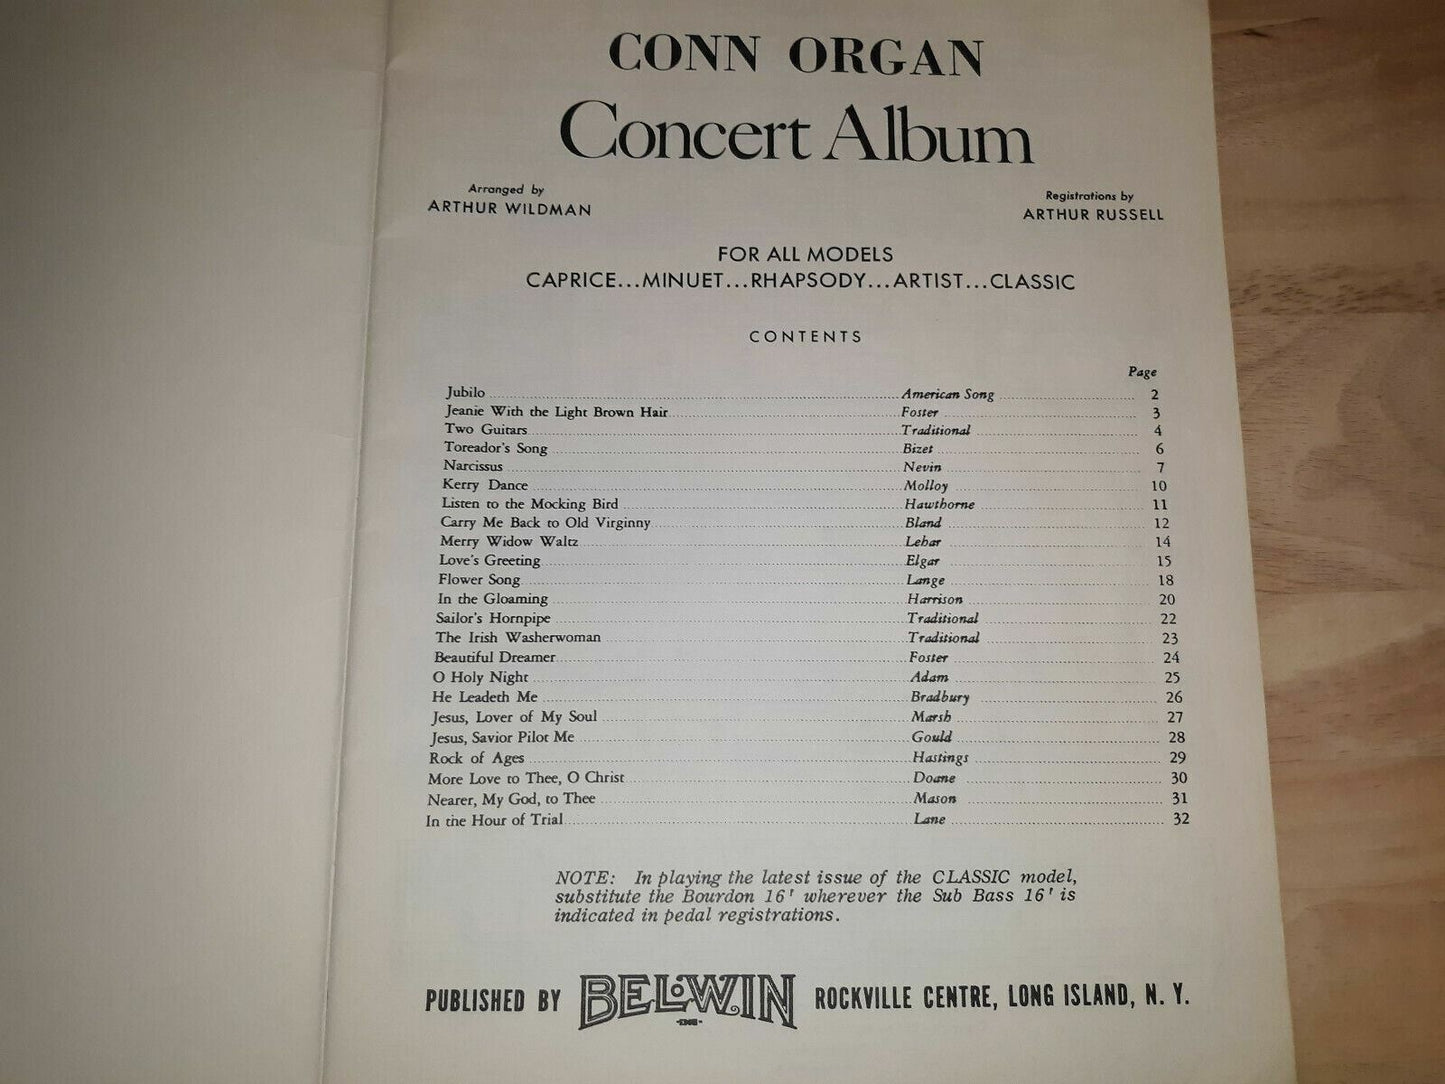 CONN ORGAN
Concert Album
Arranged by
ARTHUR WILDMAN
Registrations by
ARTHUR RUSSELL
FOR ALL MODELS
CAPRICE...MINUET...RHAPSODY...ARTIST...CLASSIC
CONTENTS
Page
Jubilo American Song 2
Jeanie With the Light Brown Hair Foster 3
Two Guitars Traditional 4
Toreador's Song Bizet 6
Narcissus Nevin 7
Kerry Dance Molloy 10
Listen to the Mocking Bird Hawthorne 11
Carry Me Back to Old Virginny Bland 12
Merry Widow Waltz Lehar 14
Love's Greeting Elgar 15
Flower Song Lange 18
In the Gloaming Harrison 20
Sailor's Hornpipe Traditional 22
The Irish Washerwoman Traditional 23
Beautiful Dreamer Foster 24
O Holy Night Adam 25
He Leadeth Me Bradbury 26
Jesus, Lover of My Soul Marsh 27
Jesus, Savior Pilot Me Gould 28
Rock of Ages Hastings 29
More Love to Thee, O Christ Doane 30
Nearer, My God, to Thee Mason 31
In the Hour of Trial Lane 32
NOTE: In playing the latest issue of the CLASSIC model,
substitute the Bourdon 16' wherever the Sub Bass 16' is
indicated in pedal registrations.
PUBLISHED BY BELWIN INC ROCKVILLE CENTRE, LONG ISLAND, N. Y.